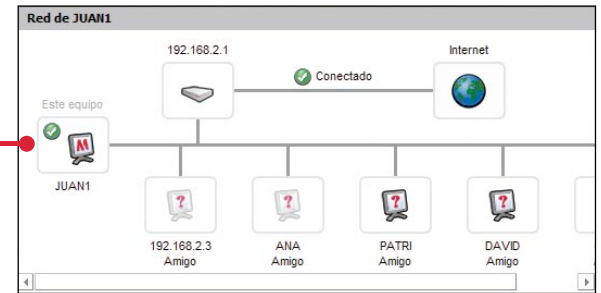 Red de JUAN1
192.168.2.1
Internet
Conectado
Este equipo
M
JUAN1
?
?
?
?
192.168.2.3
Amigo
ANA
Amigo
PATRI
Amigo
DAVID
Amigo